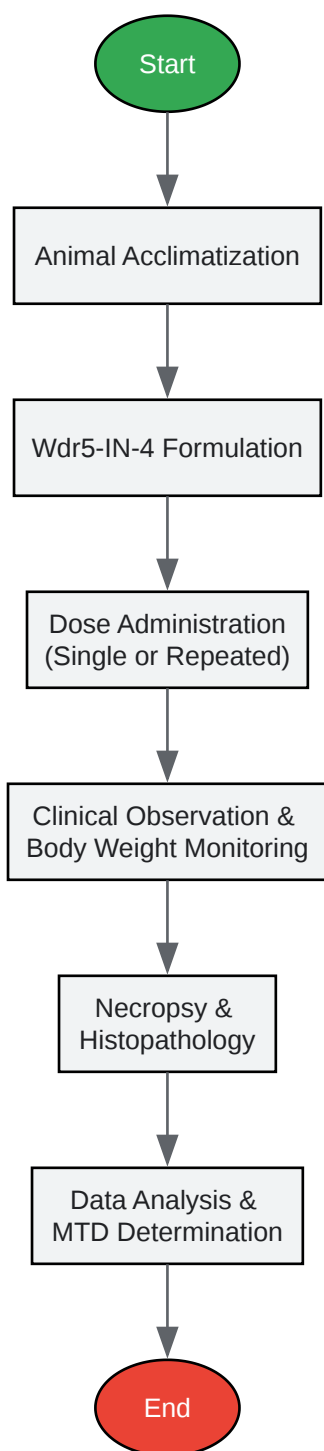 Start
Animal Acclimatization
Wdr5-IN-4 Formulation
Dose Administration
(Single or Repeated)
Clinical Observation &
Body Weight Monitoring
Necropsy &
Histopathology
Data Analysis &
MTD Determination
End